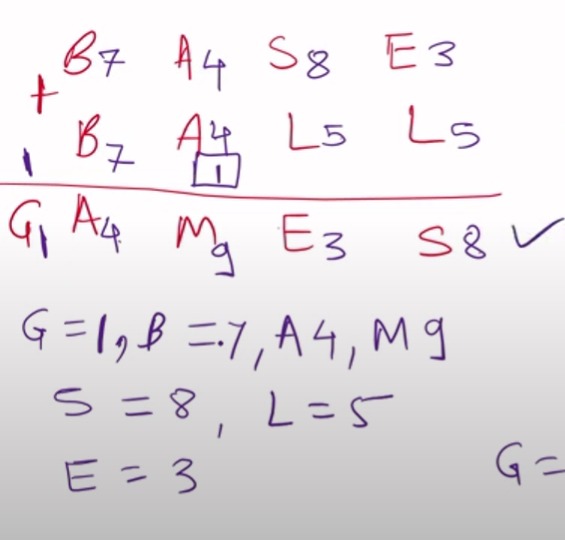 B7 A4 S8 E3
+
1 B7 A4 L5 L5
1
G1 A4 M9 E3 S8 ✓
G=1, B=.7, A4, M9
S = 8, L=5
E = 3
G=